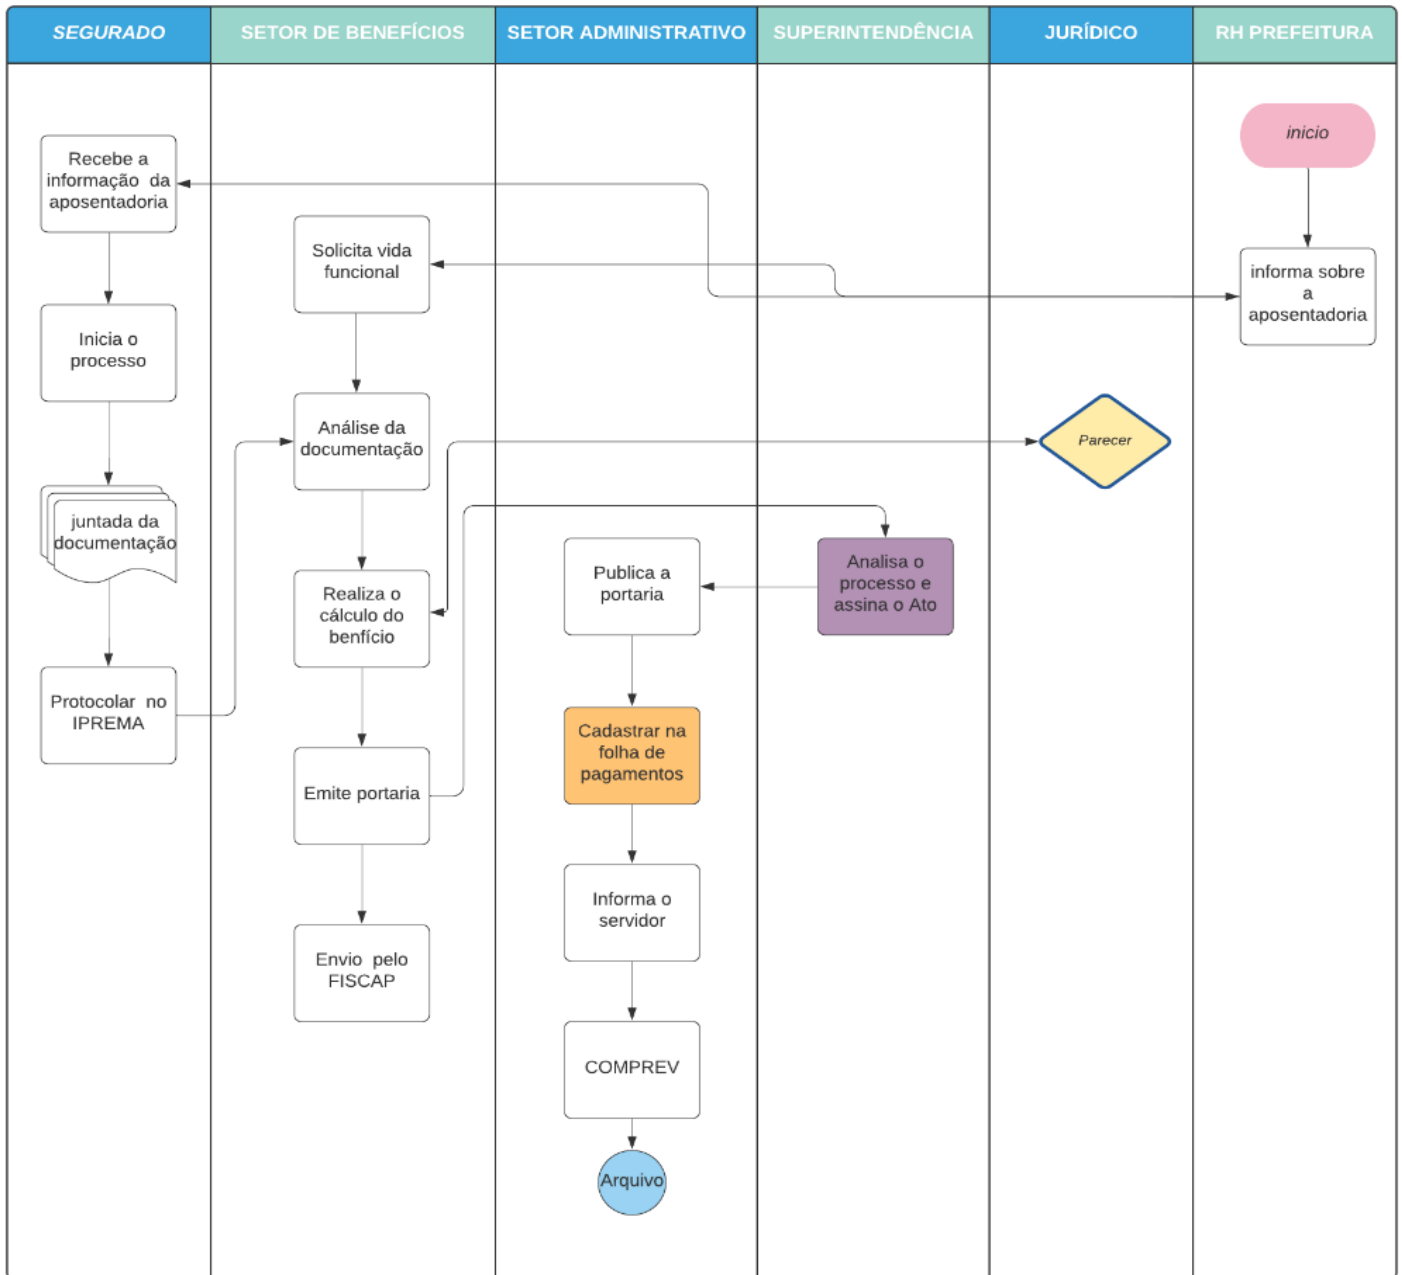 SEGURADO
SETOR DE BENEFÍCIOS
SETOR ADMINISTRATIVO
SUPERINTENDÊNCIA
JURÍDICO
RH PREFEITURA
Recebe a
informação da
aposentadoria
Inicia o
processo
juntada da
documentação
Protocolar no
IPREMA
Solicita vida
funcional
Análise da
documentação
Realiza o
cálculo do
benfício
Emite portaria
Envio pelo
FISCAP
Publica a
portaria
Cadastrar na
folha de
pagamentos
Informa o
servidor
COMPREV
Arquivo
Analisa o
processo e
assina o Ato
Parecer
inicio
informa sobre
a
aposentadoria